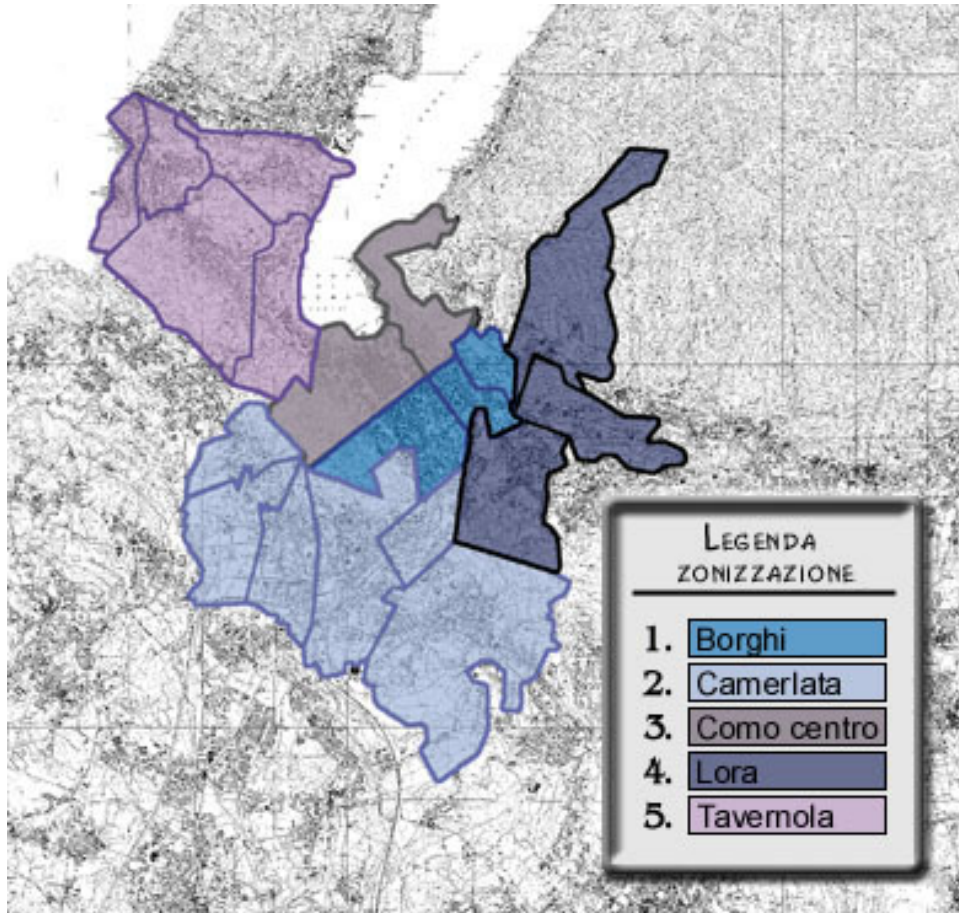 LEGENDA
ZONIZZAZIONE
1. Borghi
2. Camerlata
3. Como centro
4. Lora
5. Tavernola